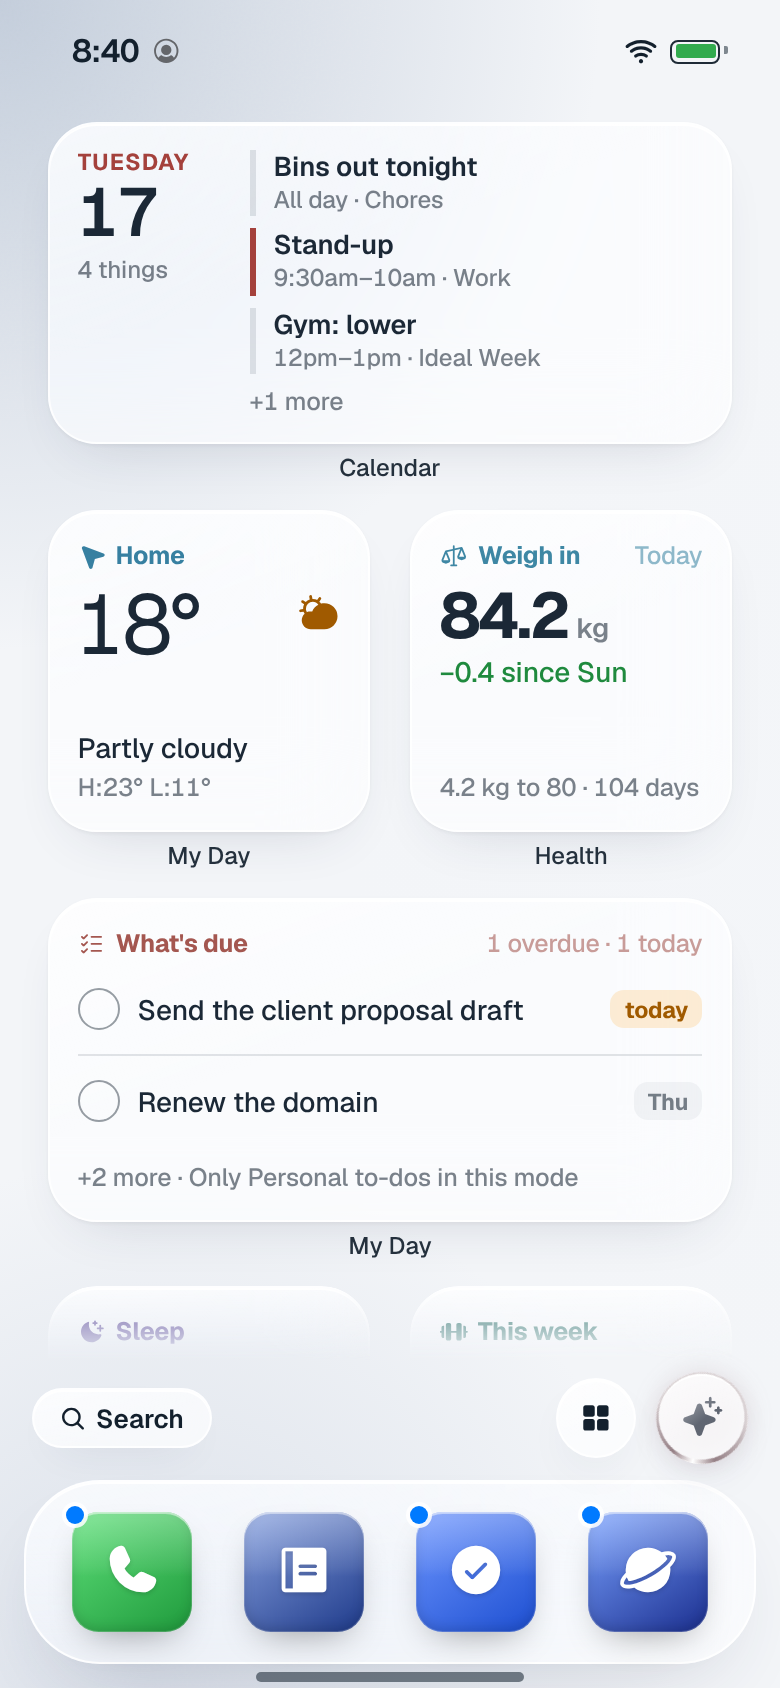 8:40
TUESDAY
17
4 things
Bins out tonight
All day · Chores
Stand-up
9:30am–10am · Work
Gym: lower
12pm–1pm · Ideal Week
+1 more
Calendar
Home
18°
Partly cloudy
H:23° L:11°
My Day
Weigh in Today
84.2 kg
−0.4 since Sun
4.2 kg to 80 · 104 days
Health
What's due 1 overdue · 1 today
Send the client proposal draft today
Renew the domain Thu
+2 more · Only Personal to-dos in this mode
My Day
Sleep
This week
Search